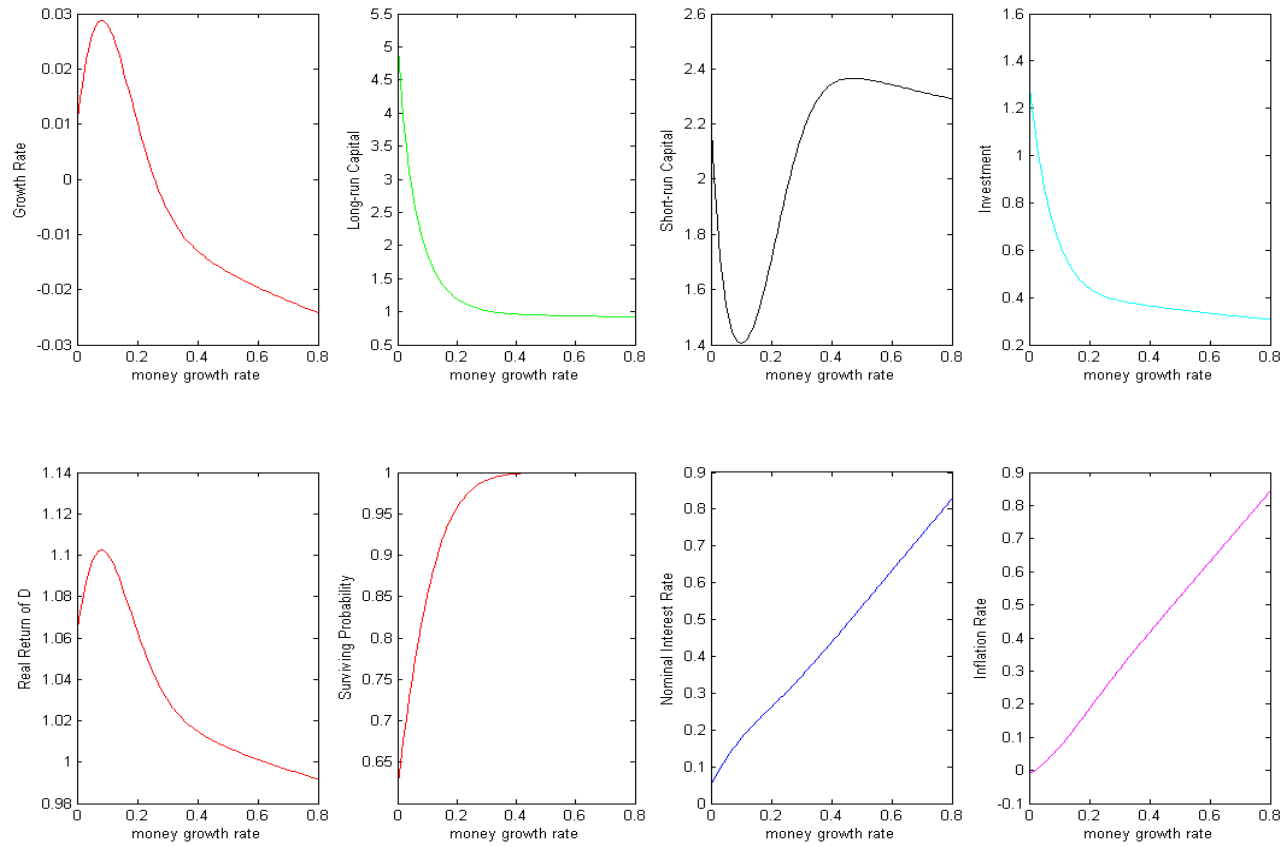 Growth Rate
0.03
0.02
0.01
0
-0.01
-0.02
-0.03
0 0.2 0.4 0.6 0.8
money growth rate
Long-run Capital
5.5
5
4.5
4
3.5
3
2.5
2
1.5
1
0.5
0 0.2 0.4 0.6 0.8
money growth rate
Short-run Capital
2.6
2.4
2.2
2
1.8
1.6
1.4
0 0.2 0.4 0.6 0.8
money growth rate
Investment
1.6
1.4
1.2
1
0.8
0.6
0.4
0.2
0 0.2 0.4 0.6 0.8
money growth rate
Real Return of D
1.14
1.12
1.1
1.08
1.06
1.04
1.02
1
0.98
0 0.2 0.4 0.6 0.8
money growth rate
Surviving Probability
1
0.95
0.9
0.85
0.8
0.75
0.7
0.65
0 0.2 0.4 0.6 0.8
money growth rate
Nominal Interest Rate
0.9
0.8
0.7
0.6
0.5
0.4
0.3
0.2
0.1
0
0 0.2 0.4 0.6 0.8
money growth rate
Inflation Rate
0.9
0.8
0.7
0.6
0.5
0.4
0.3
0.2
0.1
0
-0.1
0 0.2 0.4 0.6 0.8
money growth rate